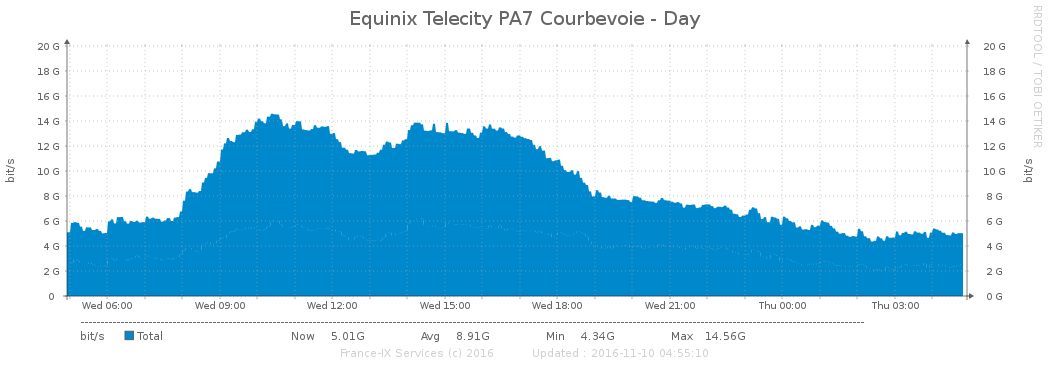 Equinix Telecity PA7 Courbevoie - Day
RRDTOOL / TOBI OETIKER
bit/s
20 G 20 G
18 G 18 G
16 G 16 G
14 G 14 G
12 G 12 G
10 G 10 G
8 G 8 G
6 G 6 G
4 G 4 G
2 G 2 G
0 0 G
bit/s
Wed 06:00 Wed 09:00 Wed 12:00 Wed 15:00 Wed 18:00 Wed 21:00 Thu 00:00 Thu 03:00
bit/s Total Now 5.01G Avg 8.91G Min 4.34G Max 14.56G
France-IX Services (c) 2016 Updated : 2016-11-10 04:55:10